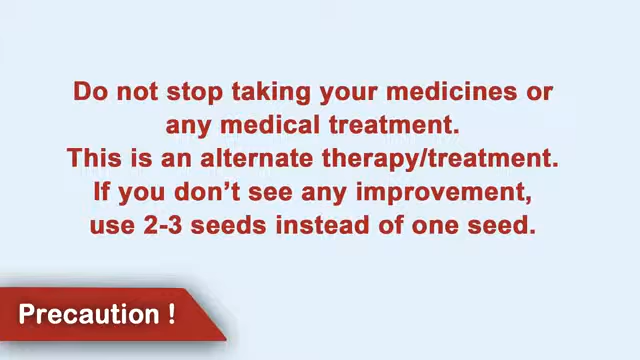 Do not stop taking your medicines or
any medical treatment.
This is an alternate therapy/treatment.
If you don’t see any improvement,
use 2-3 seeds instead of one seed.
Precaution !